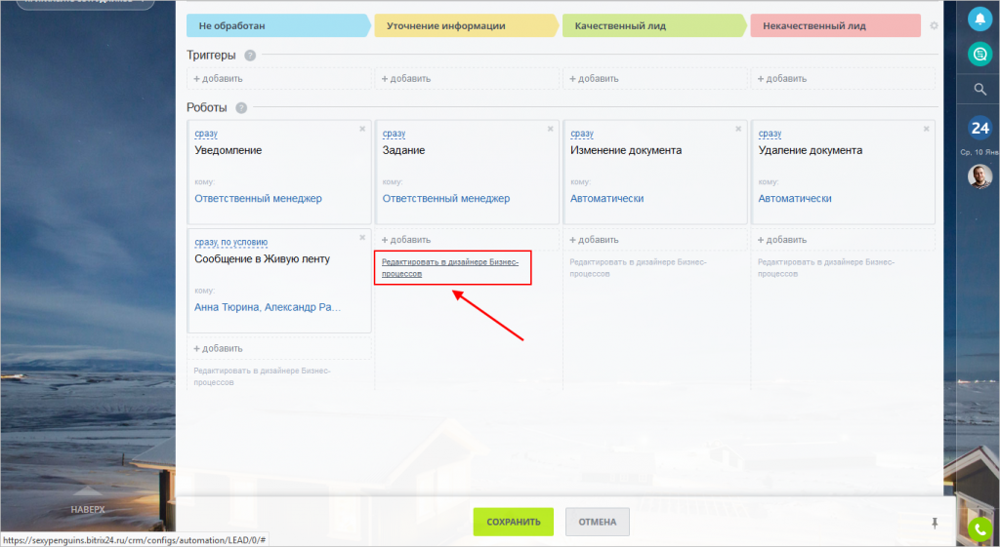 Не обработан
Уточнение информации
Качественный лид
Некачественный лид
Триггеры ?
+ добавить
+ добавить
+ добавить
+ добавить
Роботы ?
сразу
Уведомление
кому:
Ответственный менеджер
сразу
Задание
кому:
Ответственный менеджер
сразу
Изменение документа
кому:
Автоматически
сразу
Удаление документа
кому:
Автоматически
сразу, по условию
Сообщение в Живую ленту
кому:
Анна Тюрина, Александр Ра...
+ добавить
Редактировать в дизайнере Бизнес-
процессов
+ добавить
Редактировать в дизайнере Бизнес-
процессов
+ добавить
Редактировать в дизайнере Бизнес-
процессов
+ добавить
Редактировать в дизайнере Бизнес-
процессов
24
Ср, 10 Янв
НАВЕРХ
СОХРАНИТЬ
ОТМЕНА
https://sexypenguins.bitrix24.ru/crm/configs/automation/LEAD/0/#